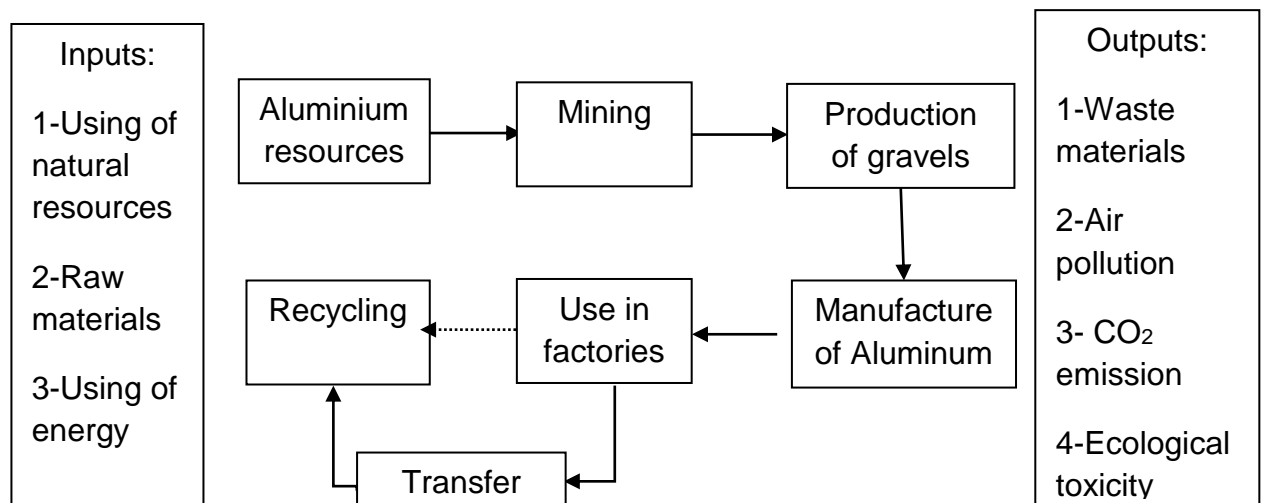 Inputs:
1-Using of
natural
resources
2-Raw
materials
3-Using of
energy
Aluminium
resources
Mining
Production
of gravels
Manufacture
of Aluminum
Use in
factories
Recycling
Transfer
Outputs:
1-Waste
materials
2-Air
pollution
3- CO₂
emission
4-Ecological
toxicity